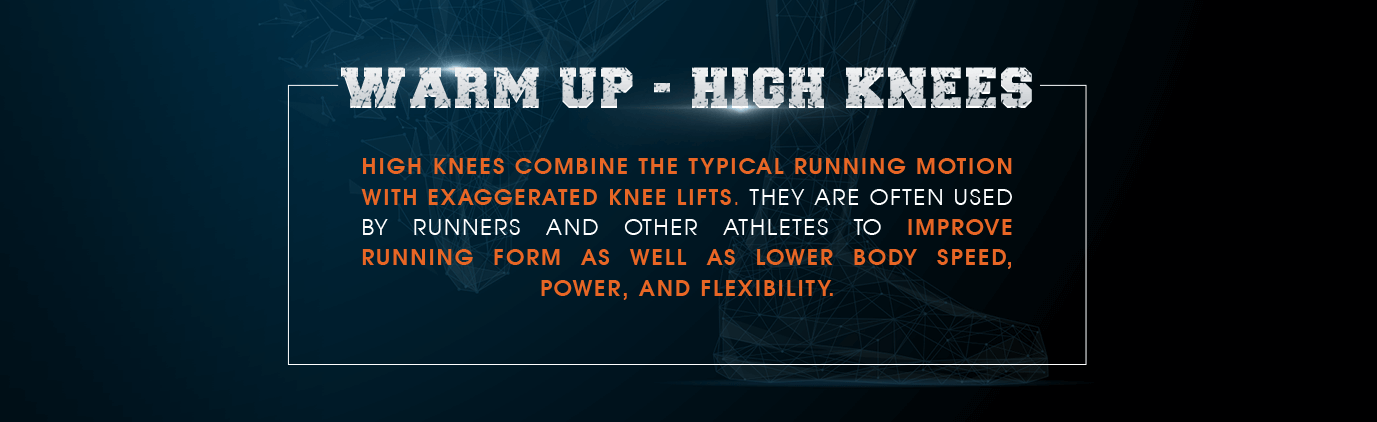 WARM UP - HIGH KNEES
HIGH KNEES COMBINE THE TYPICAL RUNNING MOTION
WITH EXAGGERATED KNEE LIFTS. THEY ARE OFTEN USED
BY RUNNERS AND OTHER ATHLETES TO IMPROVE
RUNNING FORM AS WELL AS LOWER BODY SPEED,
POWER, AND FLEXIBILITY.